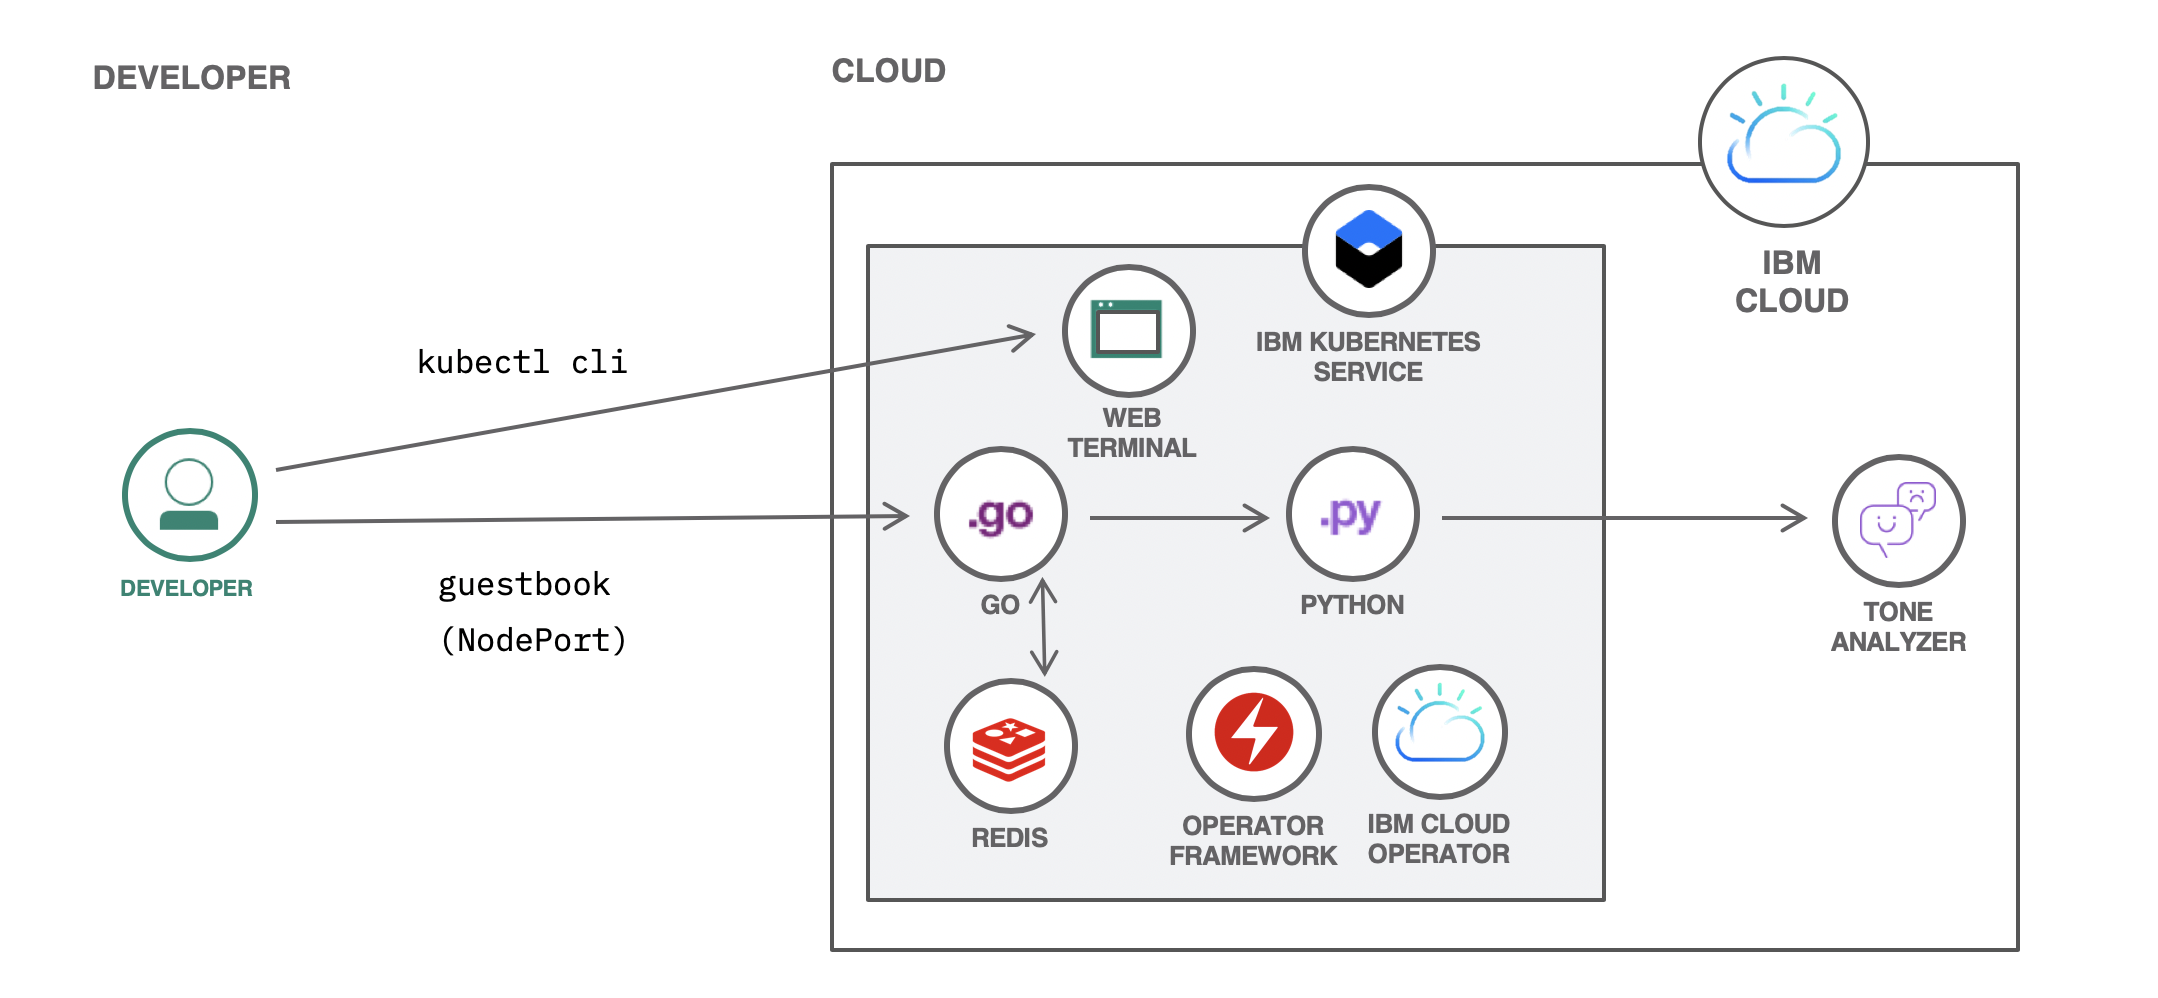 DEVELOPER
CLOUD
IBM
CLOUD
IBM KUBERNETES
SERVICE
kubectl cli
WEB
TERMINAL
.go
.py
DEVELOPER
guestbook
(NodePort)
GO
PYTHON
TONE
ANALYZER
REDIS
OPERATOR
FRAMEWORK
IBM CLOUD
OPERATOR